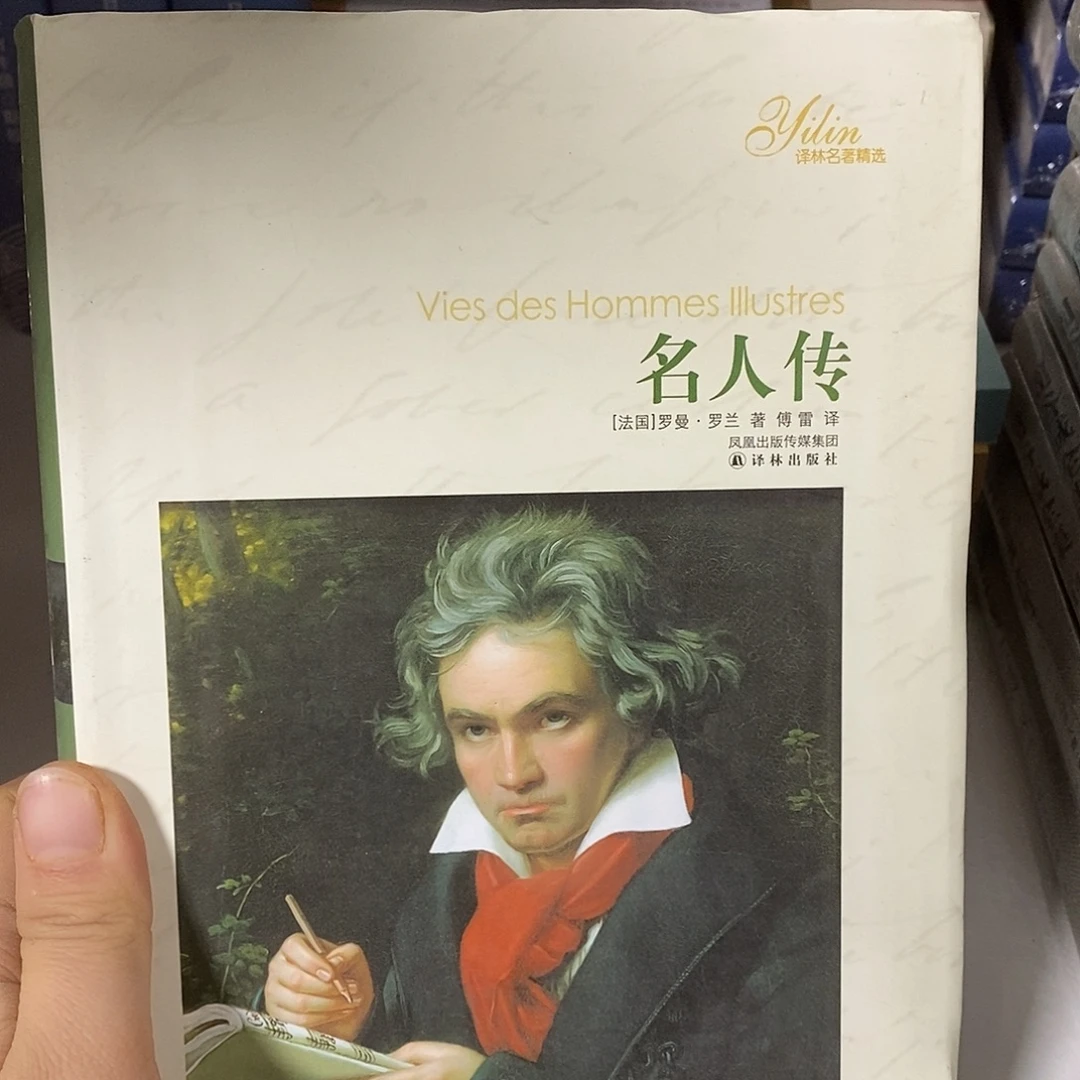 Yilin
译林名著精选
Vies des Hommes Illustres
名人传
[法国]罗曼·罗兰 著 傅雷 译
凤凰出版传媒集团
译林出版社